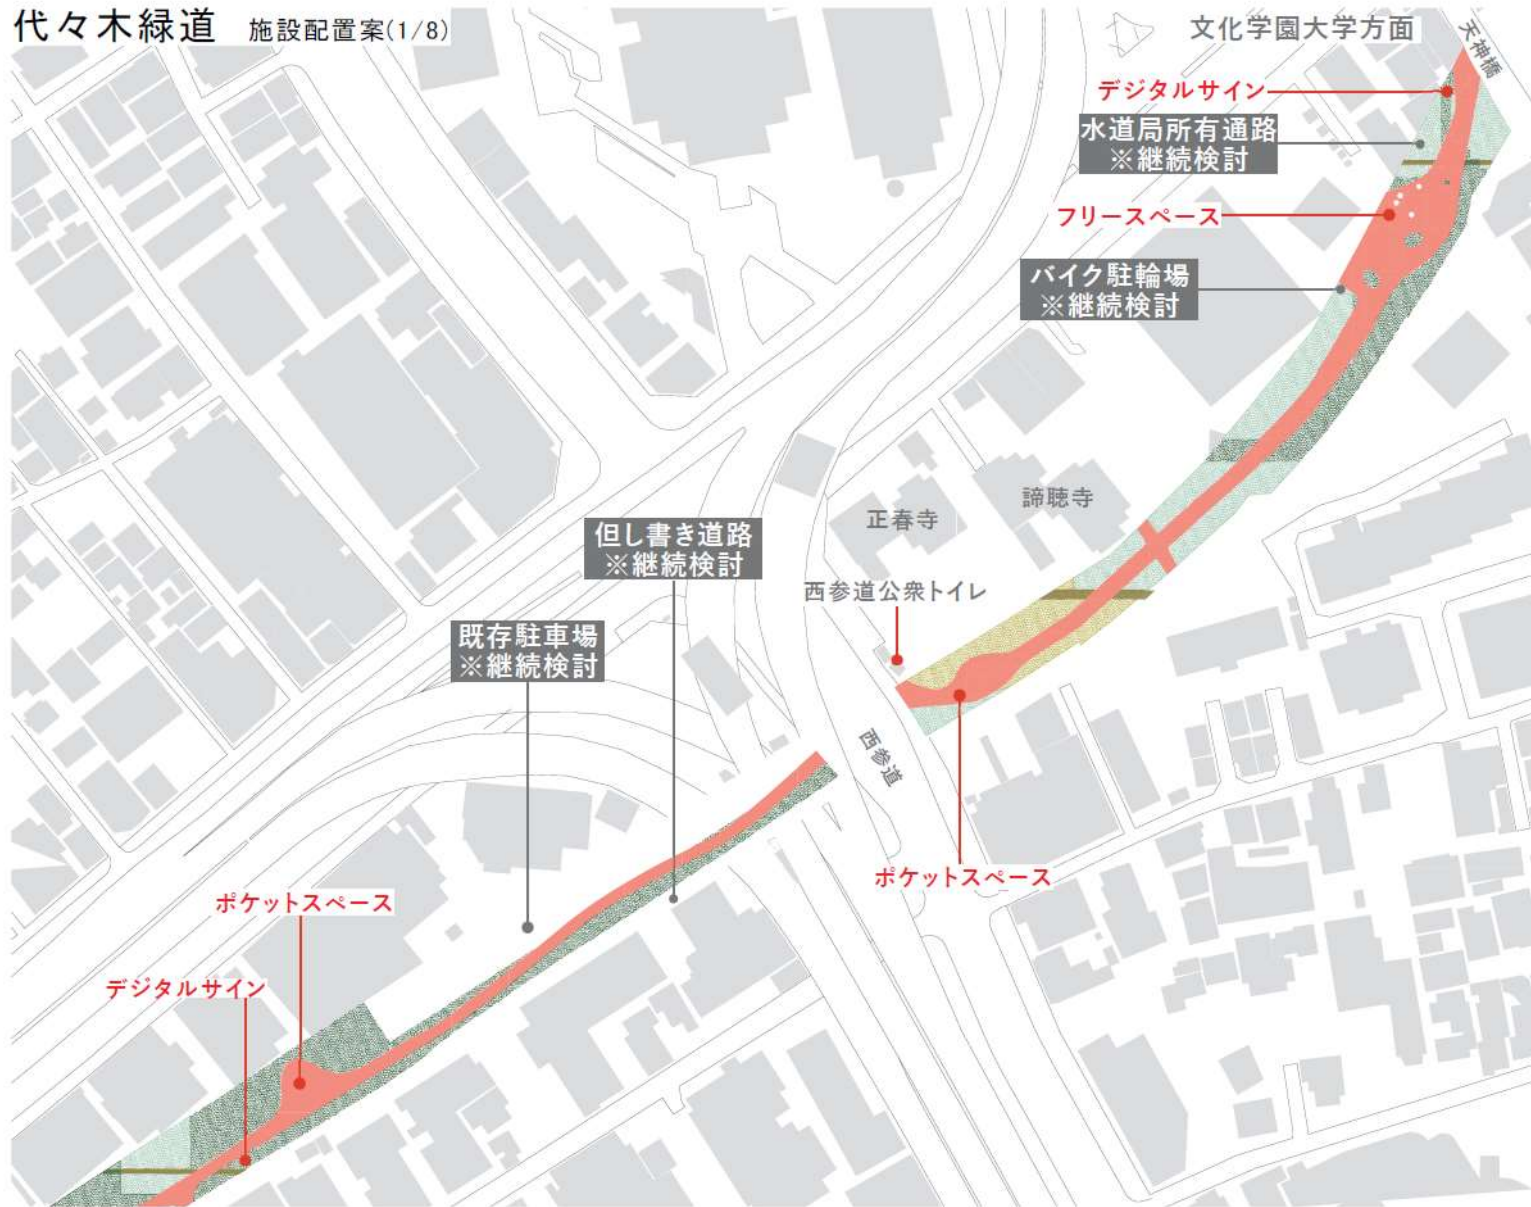 代々木緑道 施設配置案(1/8)
文化学園大学方面
天神橋
デジタルサイン
水道局所有通路
※継続検討
フリースペース
バイク駐輪場
※継続検討
諦聴寺
正春寺
但し書き道路
※継続検討
西参道公衆トイレ
既存駐車場
※継続検討
西参道
ポケットスペース
ポケットスペース
デジタルサイン